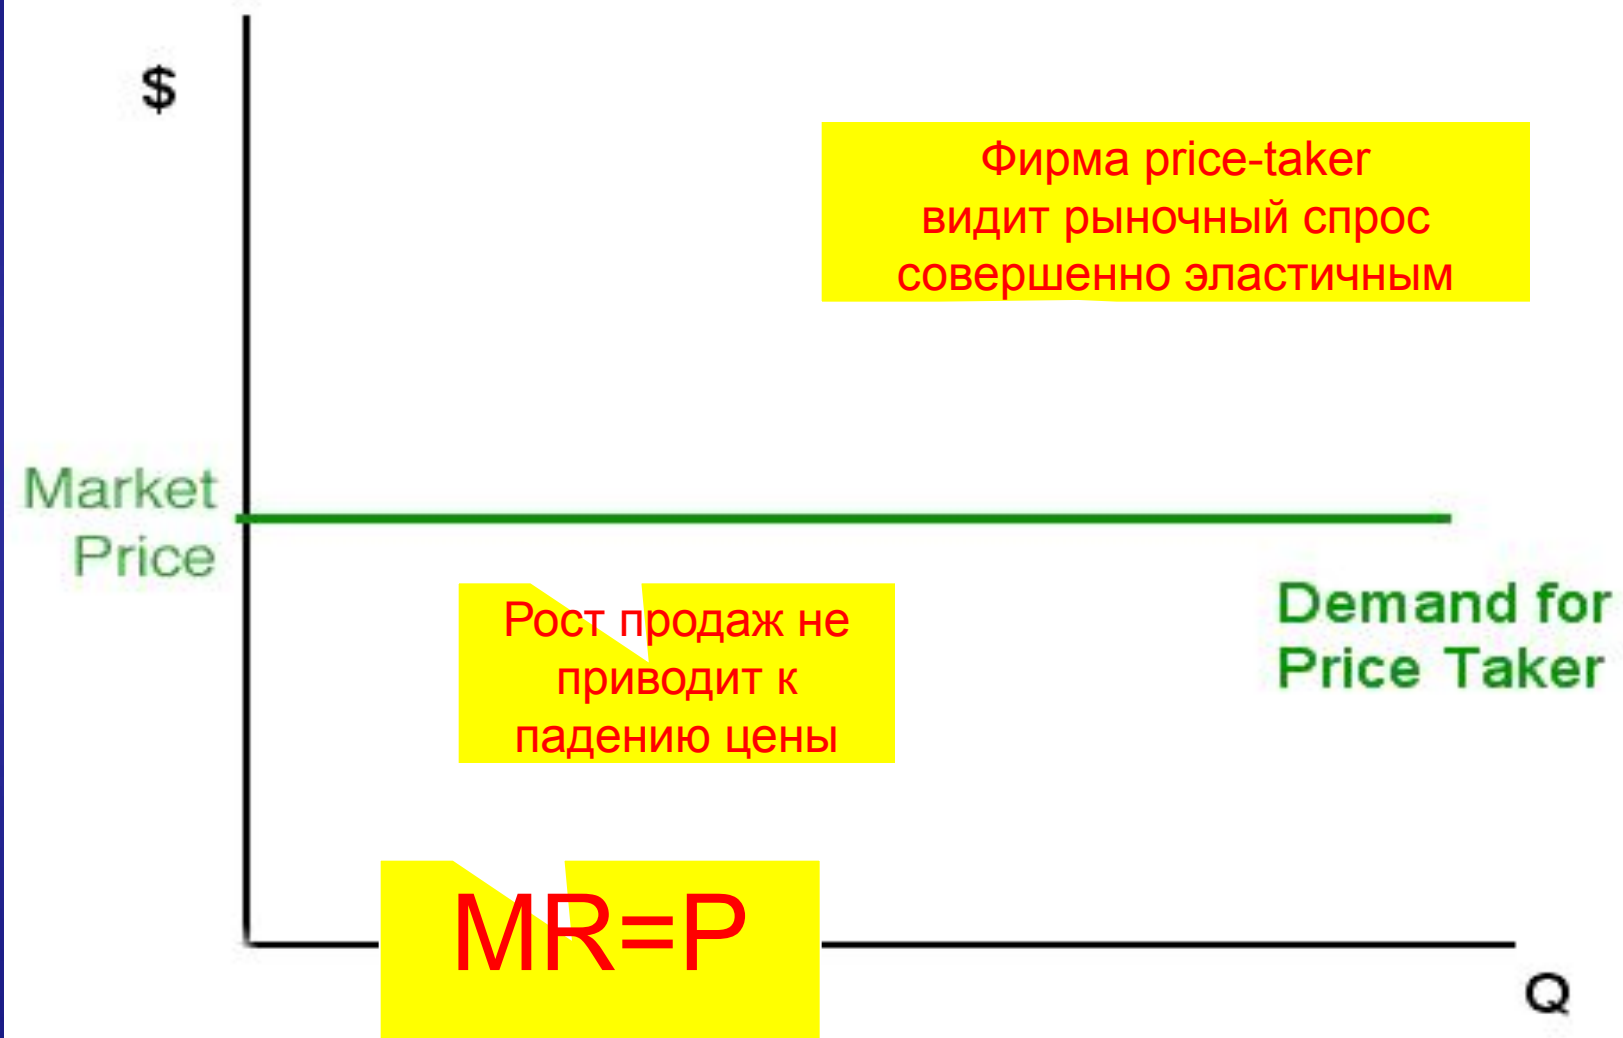 $
Фирма price-taker
видит рыночный спрос
совершенно эластичным
Market
Price
Demand for
Price Taker
Рост продаж не
приводит к
падению цены
MR=P
Q